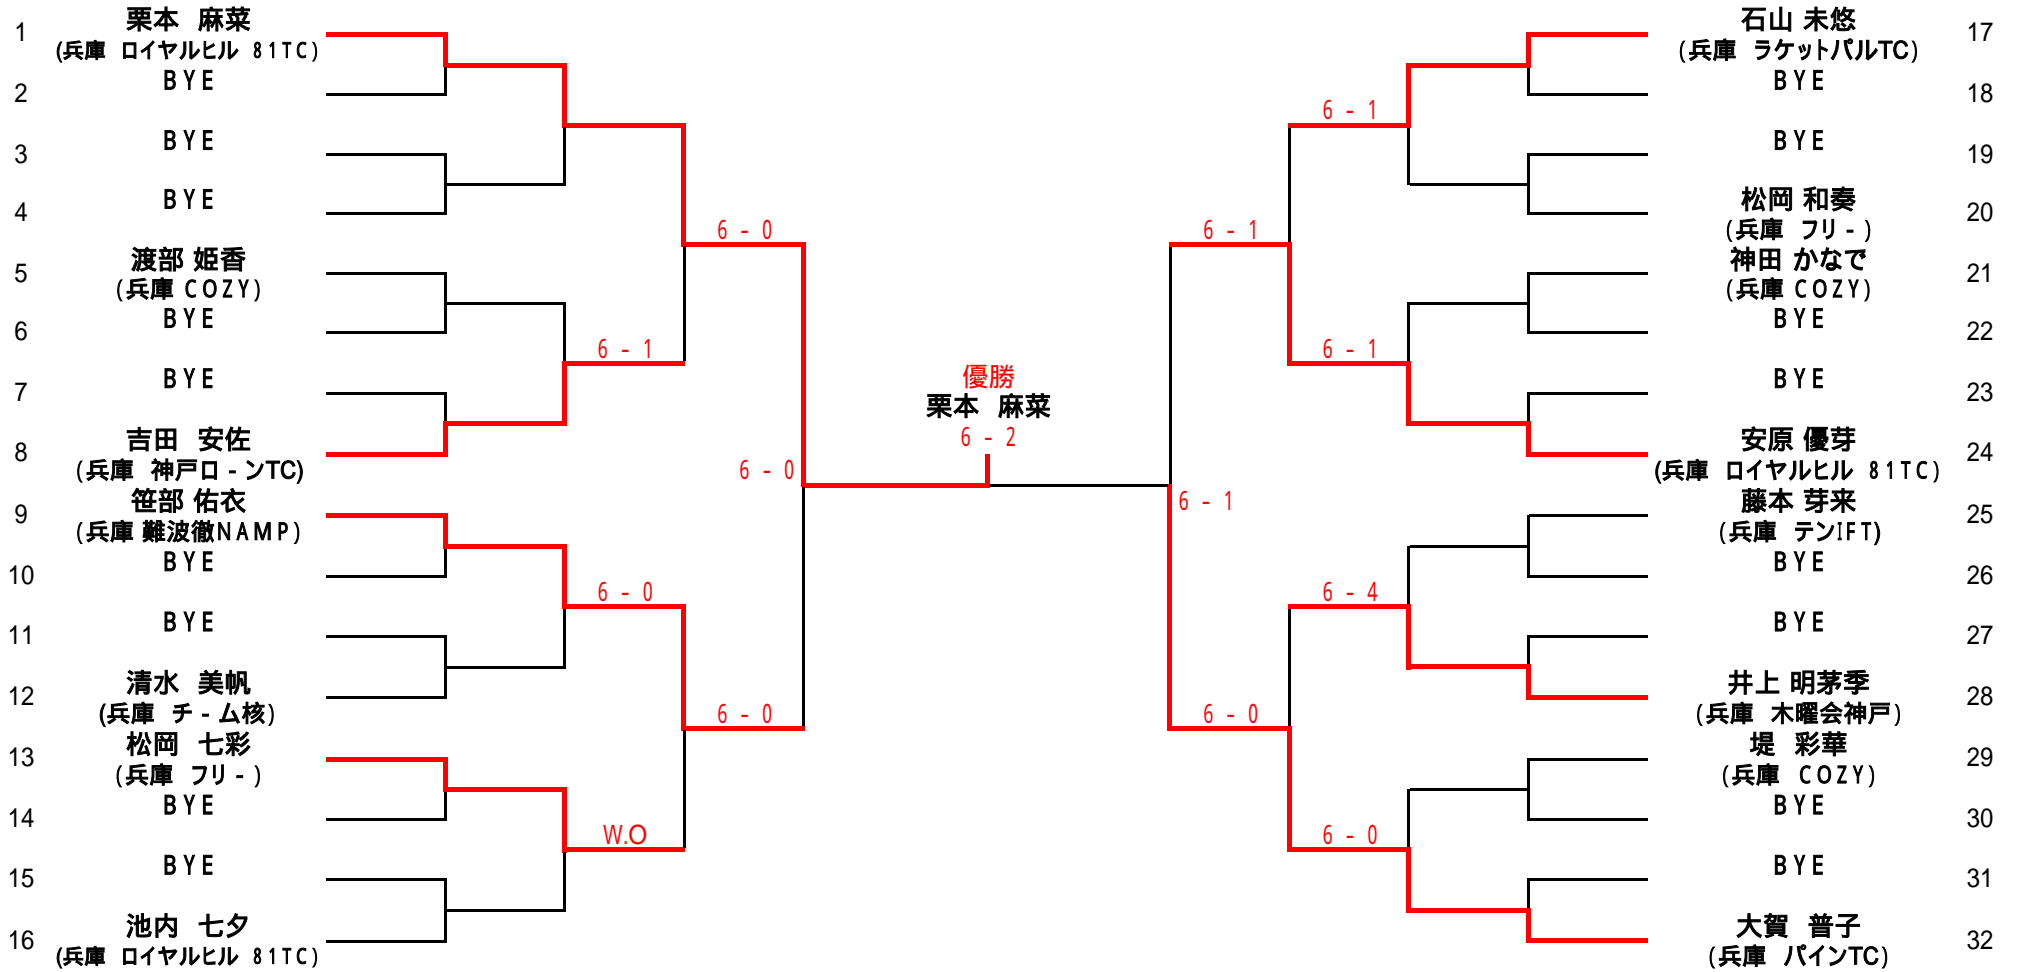 1
栗本 麻菜
(兵庫 ロイヤルヒル 81TC)
2
BYE
3
BYE
4
BYE
5
渡部 姫香
(兵庫 COZY)
6
BYE
7
BYE
8
吉田 安佐
(兵庫 神戸ロ-ンTC)
9
笹部 佑衣
(兵庫 難波徹NAMP)
10
BYE
11
BYE
12
清水 美帆
(兵庫 チ-ム核)
13
松岡 七彩
(兵庫 フリ-)
14
BYE
15
BYE
16
池内 七夕
(兵庫 ロイヤルヒル 81TC)
6-1
6-0
W.O
6-0
6-0
6-0
優勝
栗本 麻菜
6-2
6-1
6-1
6-0
6-1
6-1
6-4
6-0
石山 未悠
(兵庫 ラケットパルTC)
17
BYE
18
BYE
19
松岡 和奏
(兵庫 フリ-)
20
神田 かなで
(兵庫 COZY)
21
BYE
22
BYE
23
安原 優芽
(兵庫 ロイヤルヒル 81TC)
24
藤本 芽来
(兵庫 テンIFT)
25
BYE
26
BYE
27
井上 明茅季
(兵庫 木曜会神戸)
28
堤 彩華
(兵庫 COZY)
29
BYE
30
BYE
31
大賀 普子
(兵庫 パインTC)
32